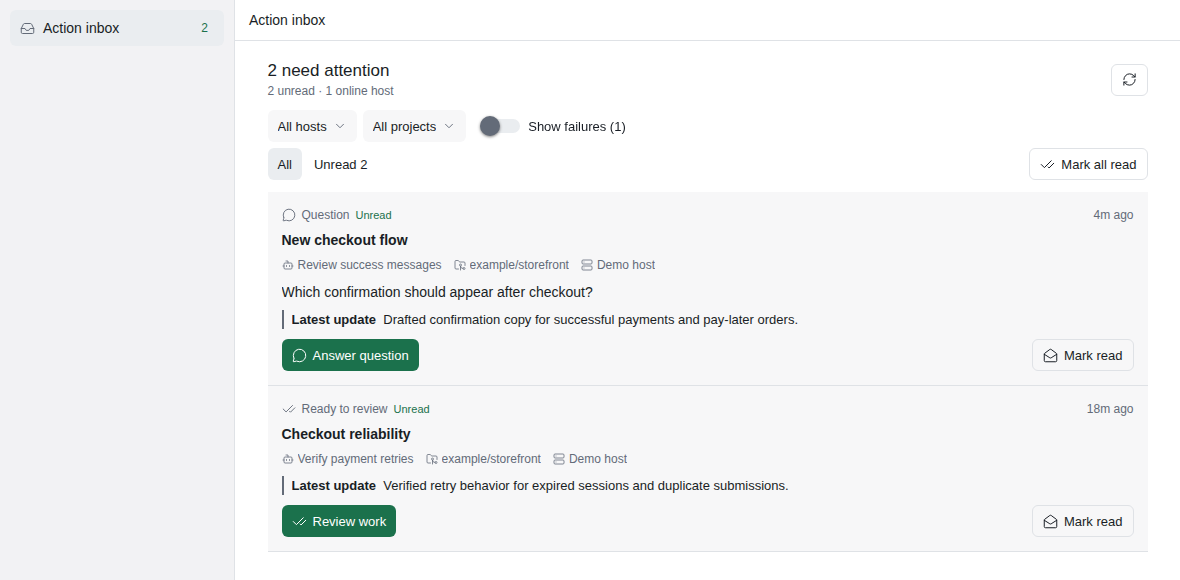 Action inbox 2
Action inbox
2 need attention
2 unread · 1 online host
All hosts All projects Show failures (1)
All Unread 2 Mark all read
Question Unread 4m ago
New checkout flow
Review success messages example/storefront Demo host
Which confirmation should appear after checkout?
Latest update Drafted confirmation copy for successful payments and pay-later orders.
Answer question Mark read
Ready to review Unread 18m ago
Checkout reliability
Verify payment retries example/storefront Demo host
Latest update Verified retry behavior for expired sessions and duplicate submissions.
Review work Mark read